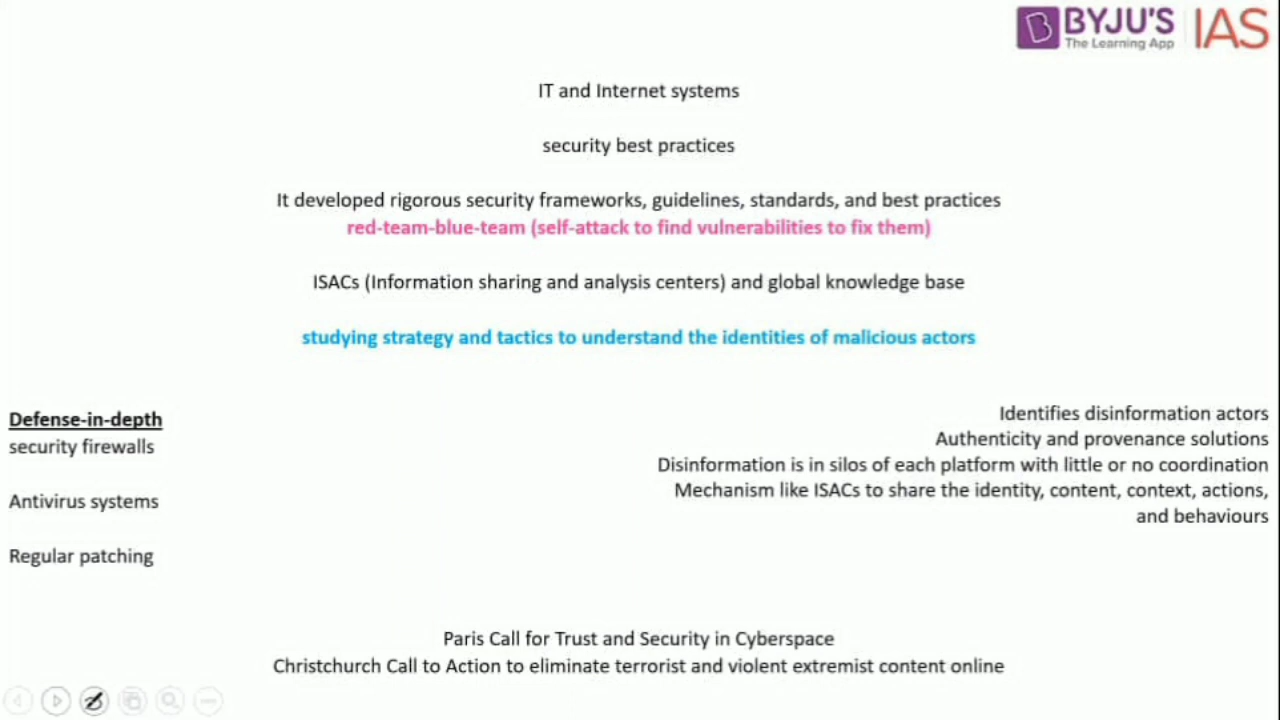 BYJU'S
The Learning App
IAS
IT and Internet systems
security best practices
It developed rigorous security frameworks, guidelines, standards, and best practices
red-team-blue-team (self-attack to find vulnerabilities to fix them)
ISACs (Information sharing and analysis centers) and global knowledge base
studying strategy and tactics to understand the identities of malicious actors
Defense-in-depth
security firewalls
Antivirus systems
Regular patching
Identifies disinformation actors
Authenticity and provenance solutions
Disinformation is in silos of each platform with little or no coordination
Mechanism like ISACs to share the identity, content, context, actions,
and behaviours
Paris Call for Trust and Security in Cyberspace
Christchurch Call to Action to eliminate terrorist and violent extremist content online